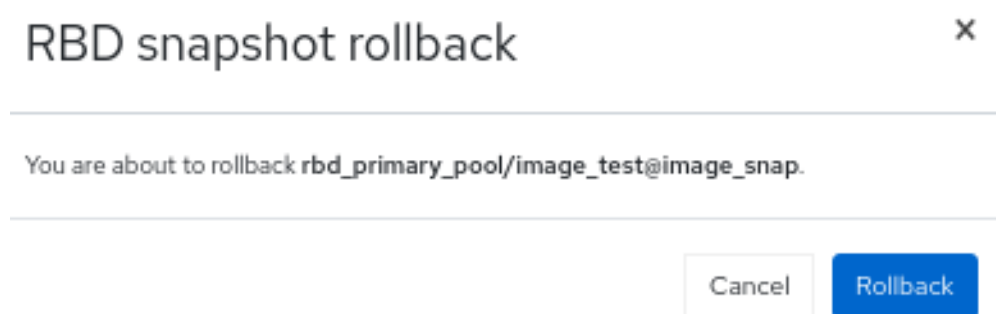 RBD snapshot rollback
×
You are about to rollback rbd_primary_pool/image_test@image_snap.
Cancel
Rollback